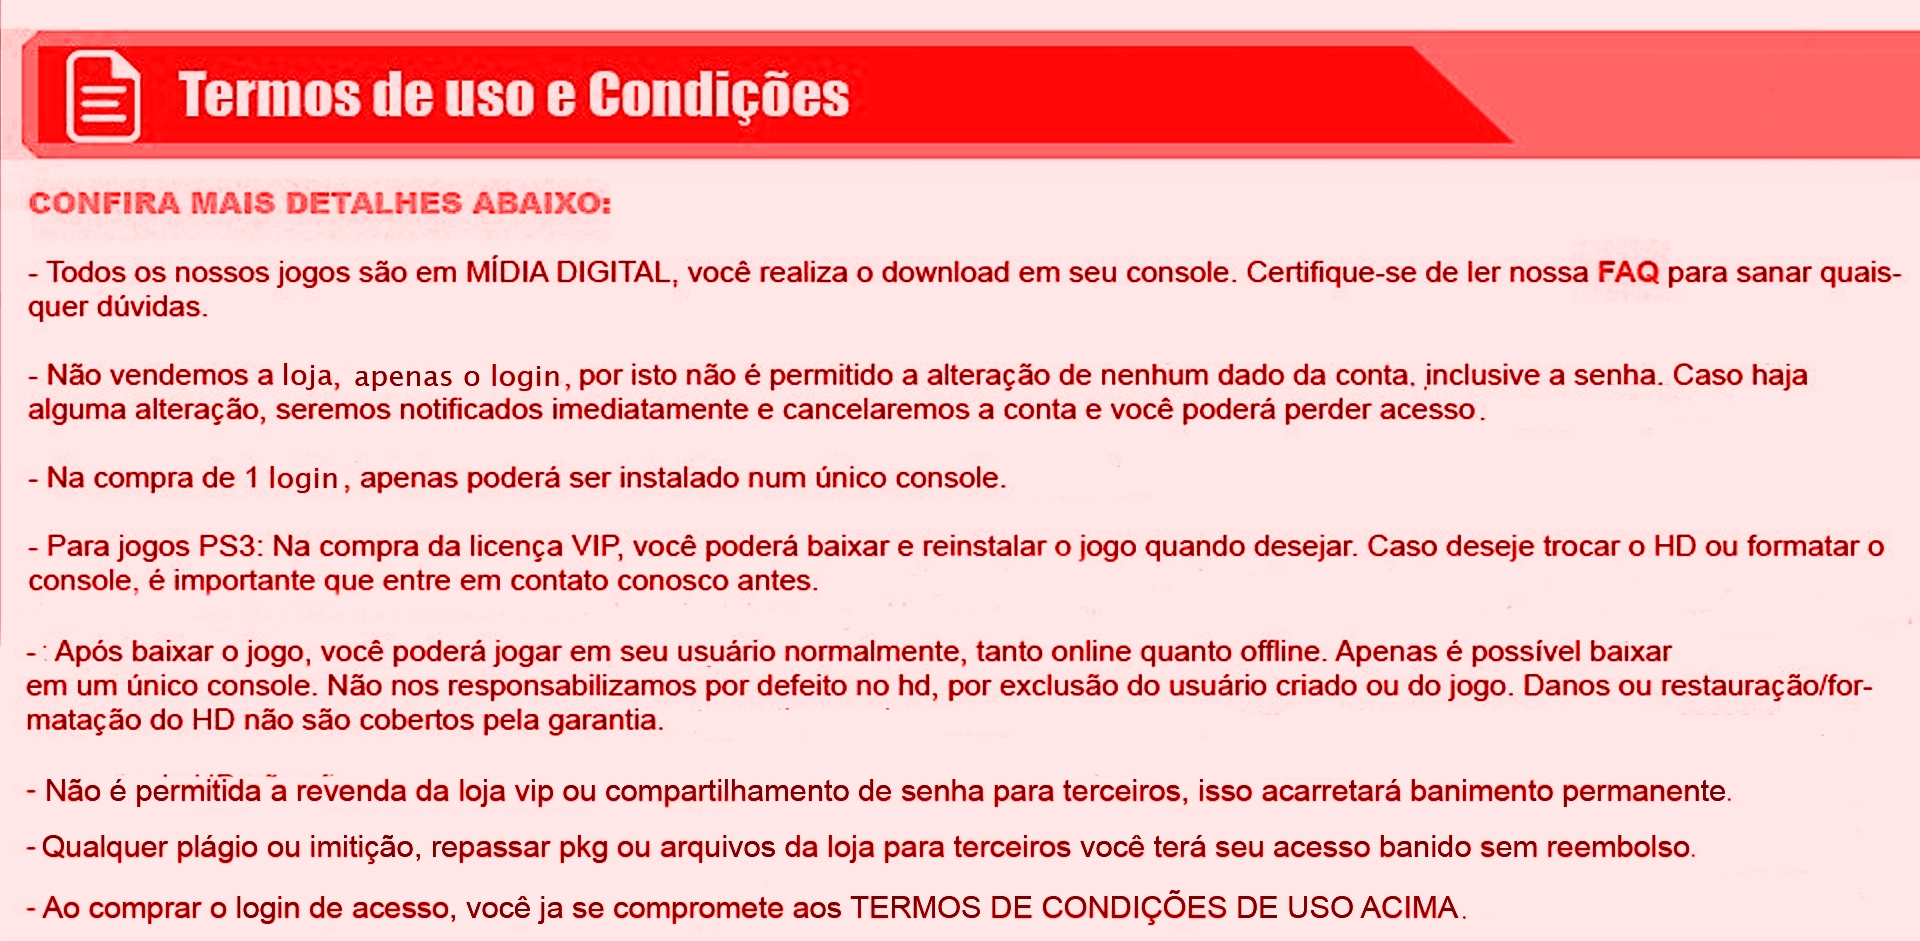 Termos de uso e Condições
CONFIRA MAIS DETALHES ABAIXO:
- Todos os nossos jogos são em MÍDIA DIGITAL, você realiza o download em seu console. Certifique-se de ler nossa FAQ para sanar quais-
quer dúvidas.
- Não vendemos a loja, apenas o login, por isto não é permitido a alteração de nenhum dado da conta. inclusive a senha. Caso haja
alguma alteração, seremos notificados imediatamente e cancelaremos a conta e você poderá perder acesso.
- Na compra de 1 login, apenas poderá ser instalado num único console.
- Para jogos PS3: Na compra da licença VIP, você poderá baixar e reinstalar o jogo quando desejar. Caso deseje trocar o HD ou formatar o
console, é importante que entre em contato conosco antes.
- : Após baixar o jogo, você poderá jogar em seu usuário normalmente, tanto online quanto offline. Apenas é possível baixar
em um único console. Não nos responsabilizamos por defeito no hd, por exclusão do usuário criado ou do jogo. Danos ou restauração/for-
matação do HD não são cobertos pela garantia.
- Não é permitida a revenda da loja vip ou compartilhamento de senha para terceiros, isso acarretará banimento permanente.
- Qualquer plágio ou imitição, repassar pkg ou arquivos da loja para terceiros você terá seu acesso banido sem reembolso.
- Ao comprar o login de acesso, você ja se compromete aos TERMOS DE CONDIÇÕES DE USO ACIMA.